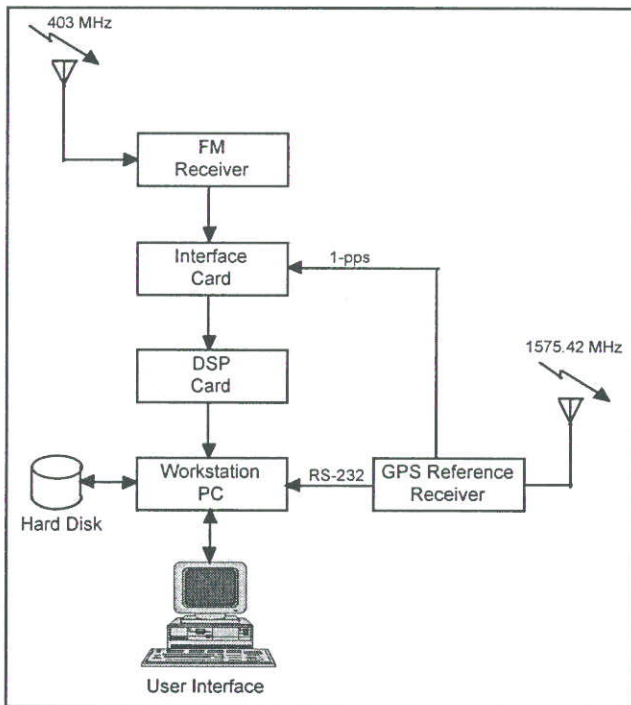 403 MHz
FM
Receiver
Interface
Card
1-pps
DSP
Card
1575.42 MHz
Workstation
PC
RS-232
GPS Reference
Receiver
Hard Disk
User Interface